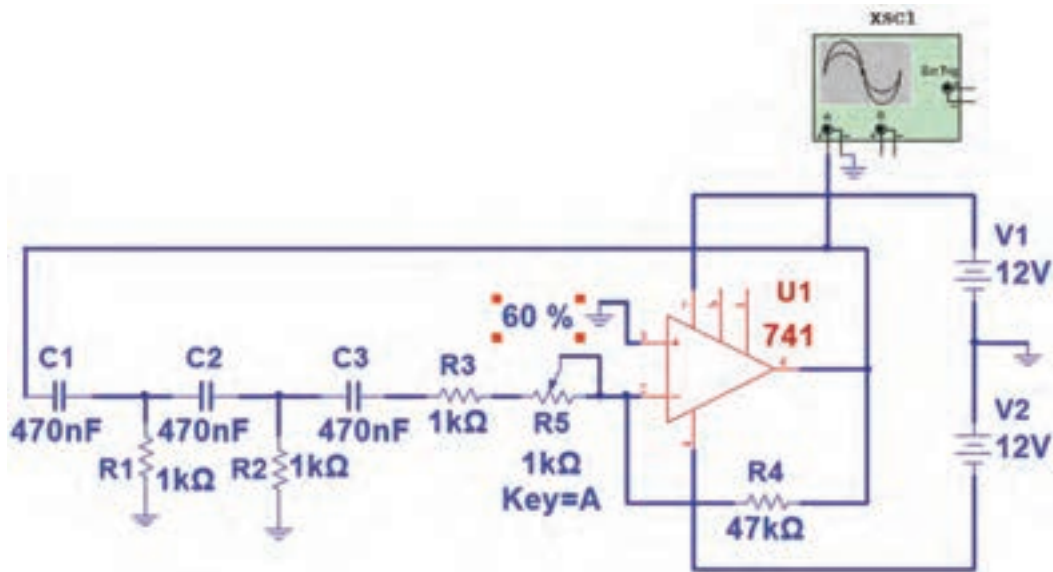 xsc1
V1
12V
U1
741
60 %
C1
C2
C3
R3
470nF
470nF
470nF
1kΩ
R5
1kΩ
Key=A
R1
1kΩ
R2
1kΩ
R4
47kΩ
V2
12V